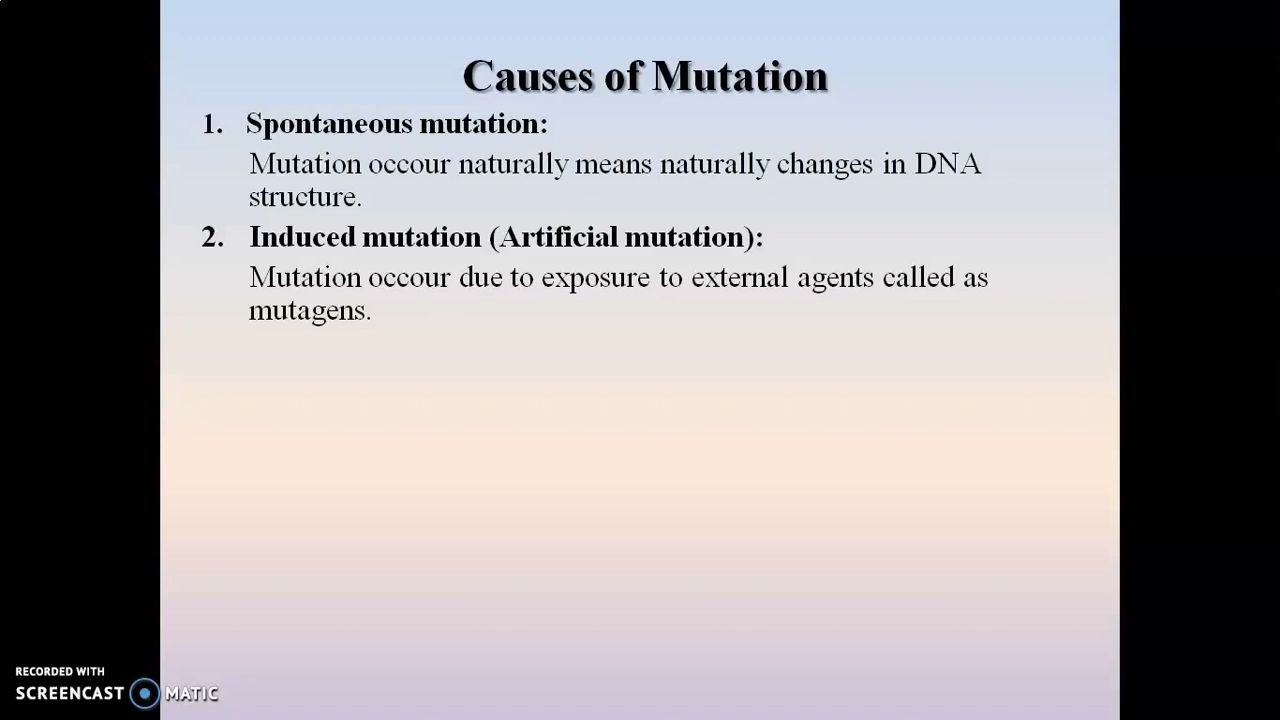 Causes of Mutation
1. Spontaneous mutation:
Mutation occour naturally means naturally changes in DNA
structure.
2. Induced mutation (Artificial mutation):
Mutation occour due to exposure to external agents called as
mutagens.
RECORDED WITH
SCREENCAST MATIC